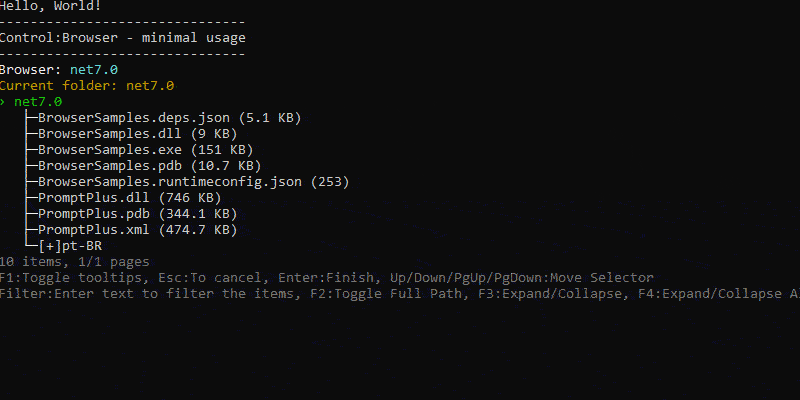 Hello, World!
-------------------------------
Control:Browser - minimal usage
-------------------------------
Browser: net7.0
Current folder: net7.0
› net7.0
├─BrowserSamples.deps.json (5.1 KB)
├─BrowserSamples.dll (9 KB)
├─BrowserSamples.exe (151 KB)
├─BrowserSamples.pdb (10.7 KB)
├─BrowserSamples.runtimeconfig.json (253)
├─PromptPlus.dll (746 KB)
├─PromptPlus.pdb (344.1 KB)
├─PromptPlus.xml (474.7 KB)
└─[+]pt-BR
10 items, 1/1 pages
F1:Toggle tooltips, Esc:To cancel, Enter:Finish, Up/Down/PgUp/PgDown:Move Selector
Filter:Enter text to filter the items, F2:Toggle Full Path, F3:Expand/Collapse, F4:Expand/Collapse